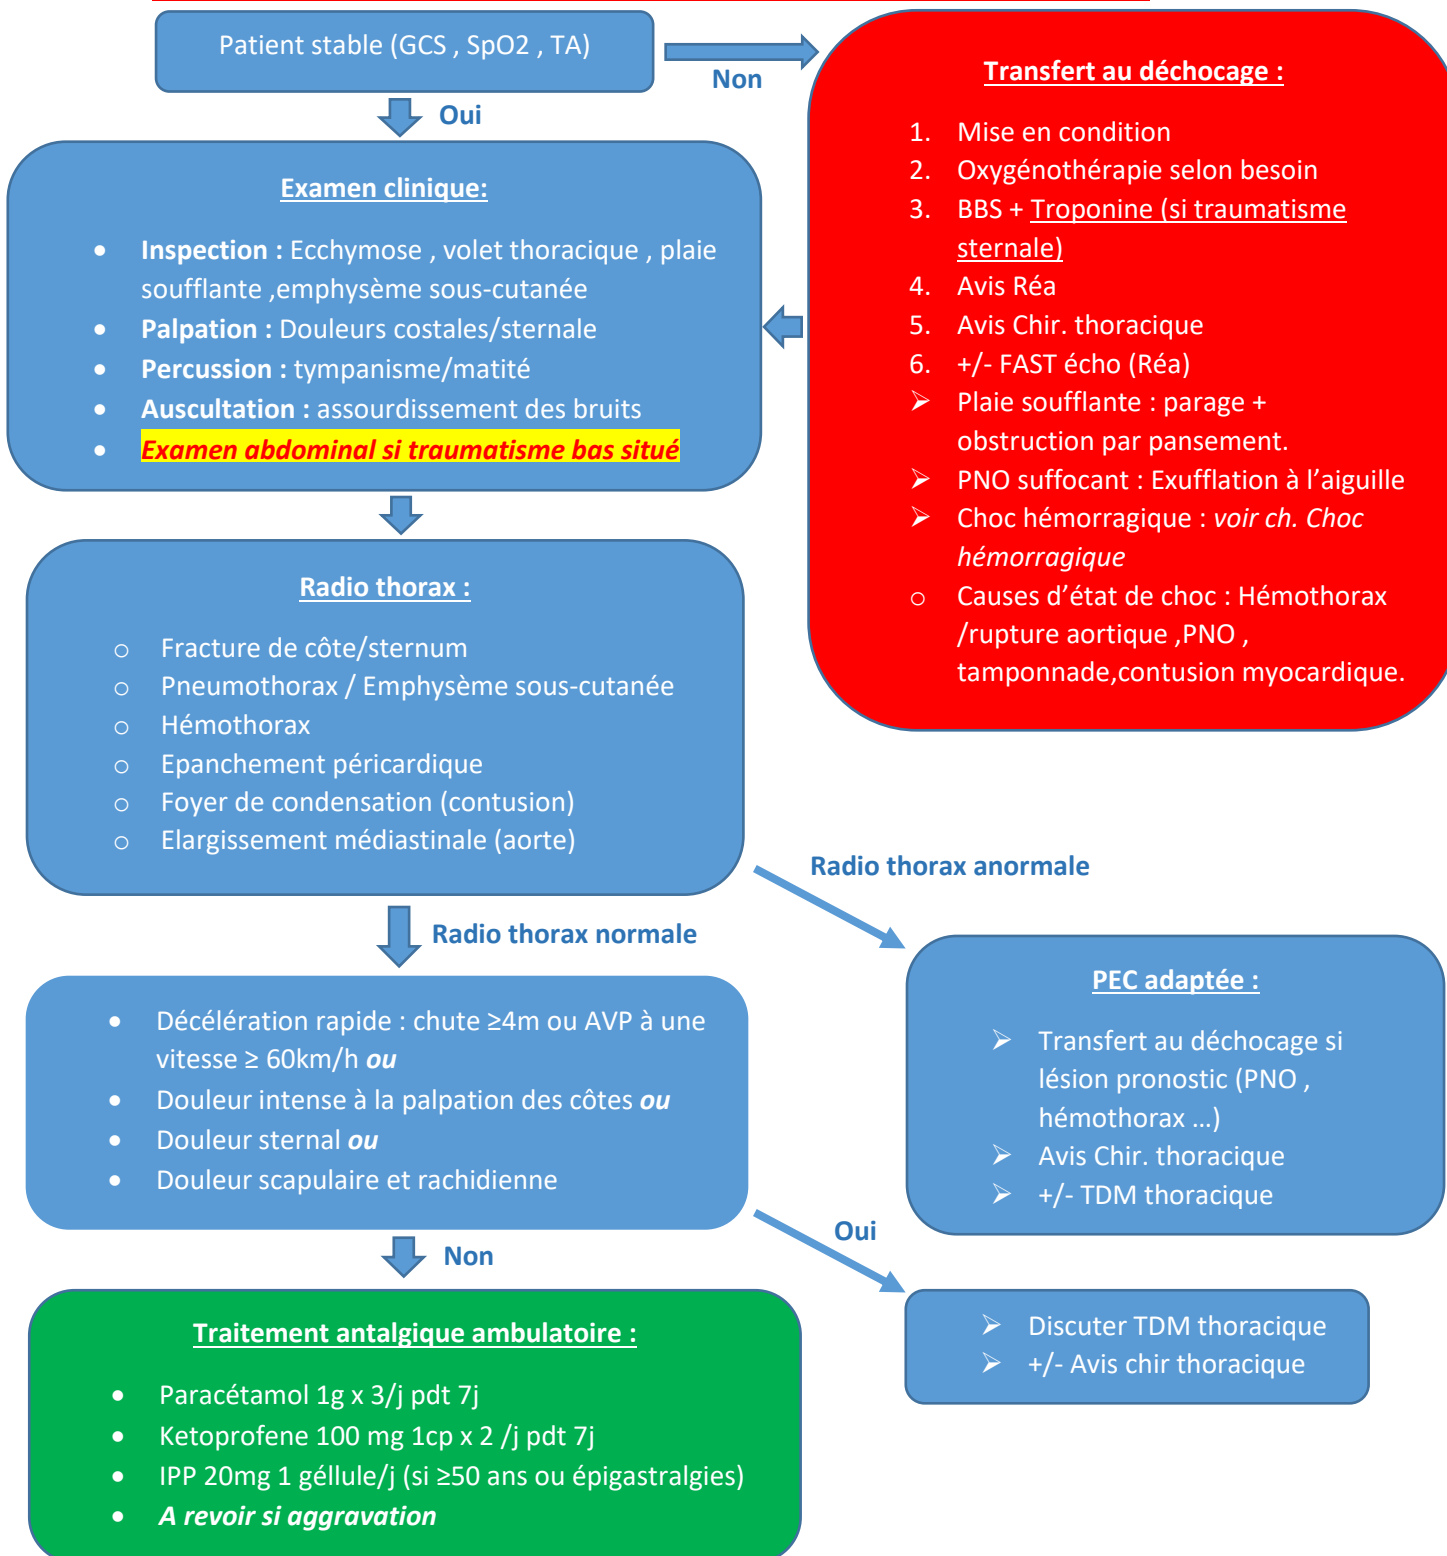 Patient stable (GCS , SpO2 , TA)
Non
Oui
Transfert au déchocage :
1. Mise en condition
2. Oxygénothérapie selon besoin
3. BBS + Troponine (si traumatisme
sternale)
4. Avis Réa
5. Avis Chir. thoracique
6. +/- FAST écho (Réa)
➢ Plaie soufflante : parage +
obstruction par pansement.
➢ PNO suffocant : Exufflation à l’aiguille
➢ Choc hémorragique : voir ch. Choc
hémorragique
o Causes d’état de choc : Hémothorax
/rupture aortique ,PNO ,
tamponnade,contusion myocardique.
Examen clinique:
• Inspection : Ecchymose , volet thoracique , plaie
soufflante ,emphysème sous-cutanée
• Palpation : Douleurs costales/sternale
• Percussion : tympanisme/matité
• Auscultation : assourdissement des bruits
• Examen abdominal si traumatisme bas situé
Radio thorax :
o Fracture de côte/sternum
o Pneumothorax / Emphysème sous-cutanée
o Hémothorax
o Epanchement péricardique
o Foyer de condensation (contusion)
o Elargissement médiastinale (aorte)
Radio thorax anormale
Radio thorax normale
PEC adaptée :
➢ Transfert au déchocage si
lésion pronostic (PNO ,
hémothorax …)
➢ Avis Chir. thoracique
➢ +/- TDM thoracique
• Décélération rapide : chute ≥4m ou AVP à une
vitesse ≥ 60km/h ou
• Douleur intense à la palpation des côtes ou
• Douleur sternal ou
• Douleur scapulaire et rachidienne
Oui
Non
➢ Discuter TDM thoracique
➢ +/- Avis chir thoracique
Traitement antalgique ambulatoire :
• Paracétamol 1g x 3/j pdt 7j
• Ketoprofene 100 mg 1cp x 2 /j pdt 7j
• IPP 20mg 1 géllule/j (si ≥50 ans ou épigastralgies)
• A revoir si aggravation